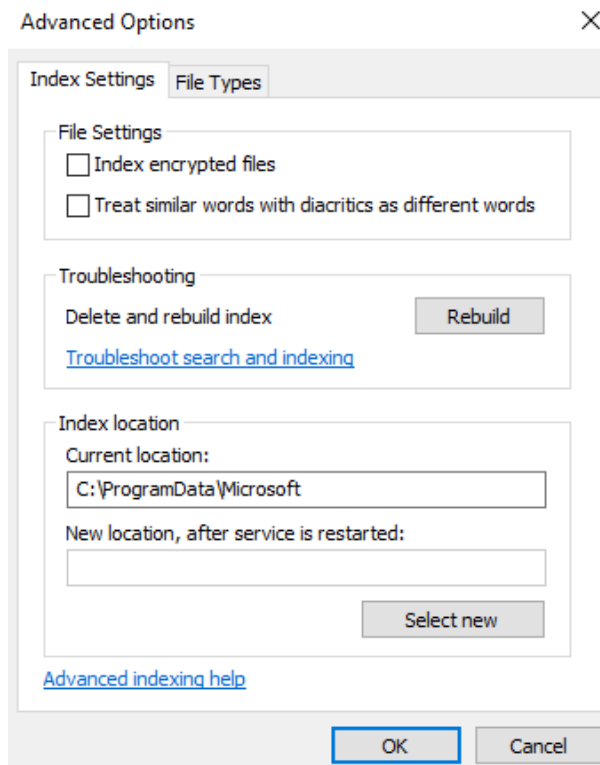 Advanced Options
Index Settings
File Types
File Settings
Index encrypted files
Treat similar words with diacritics as different words
Troubleshooting
Delete and rebuild index
Rebuild
Troubleshoot search and indexing
Index location
Current location:
C:\ProgramData\Microsoft
New location, after service is restarted:
Select new
Advanced indexing help
OK
Cancel